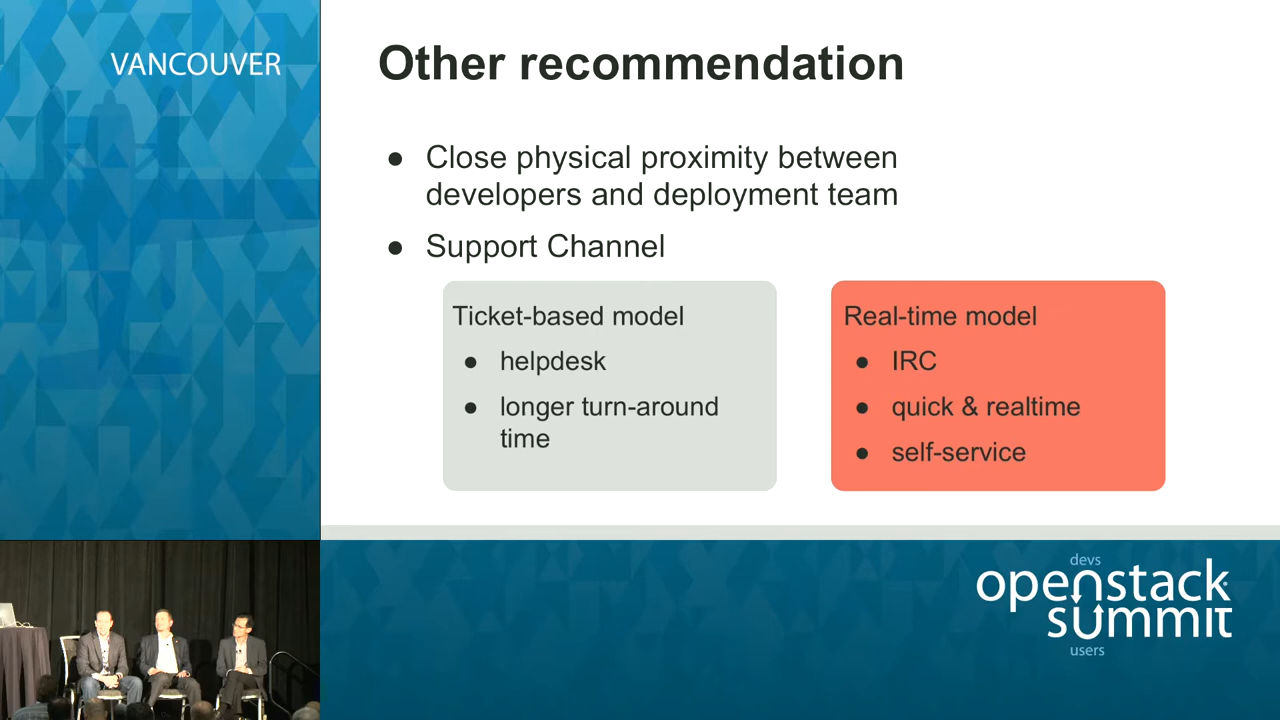 VANCOUVER
Other recommendation
● Close physical proximity between
developers and deployment team
● Support Channel
Ticket-based model
● helpdesk
● longer turn-around
time
Real-time model
● IRC
● quick & realtime
● self-service
devs
openstack
summit
users